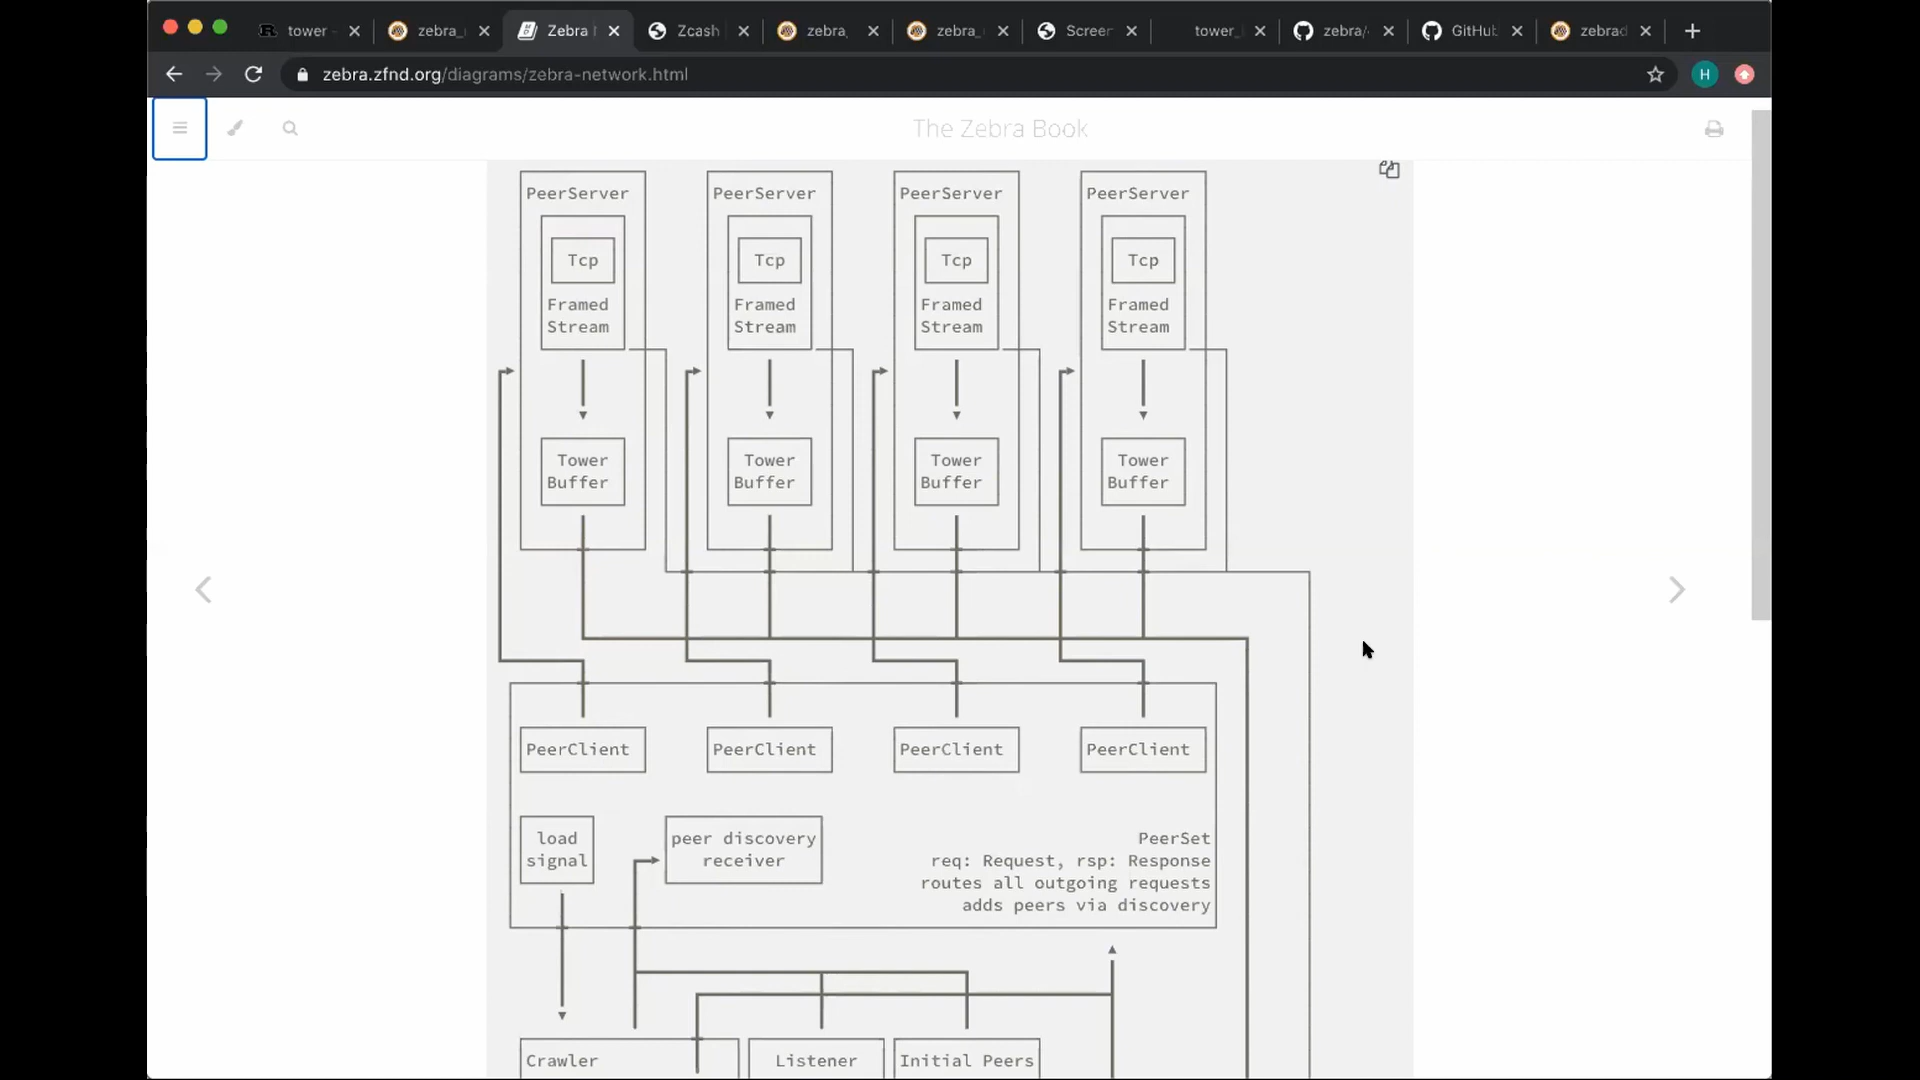 tower
zebra_
Zebra
Zcash
zebra_
zebra_
Screen
tower_
zebra/
GitHub
zebrad
zebra.zfnd.org/diagrams/zebra-network.html
H
The Zebra Book
PeerServer PeerServer PeerServer PeerServer
Tcp Tcp Tcp Tcp
Framed Framed Framed Framed
Stream Stream Stream Stream
Tower Tower Tower Tower
Buffer Buffer Buffer Buffer
PeerClient PeerClient PeerClient PeerClient
load
signal
peer discovery
receiver
PeerSet
req: Request, rsp: Response
routes all outgoing requests
adds peers via discovery
Crawler Listener Initial Peers